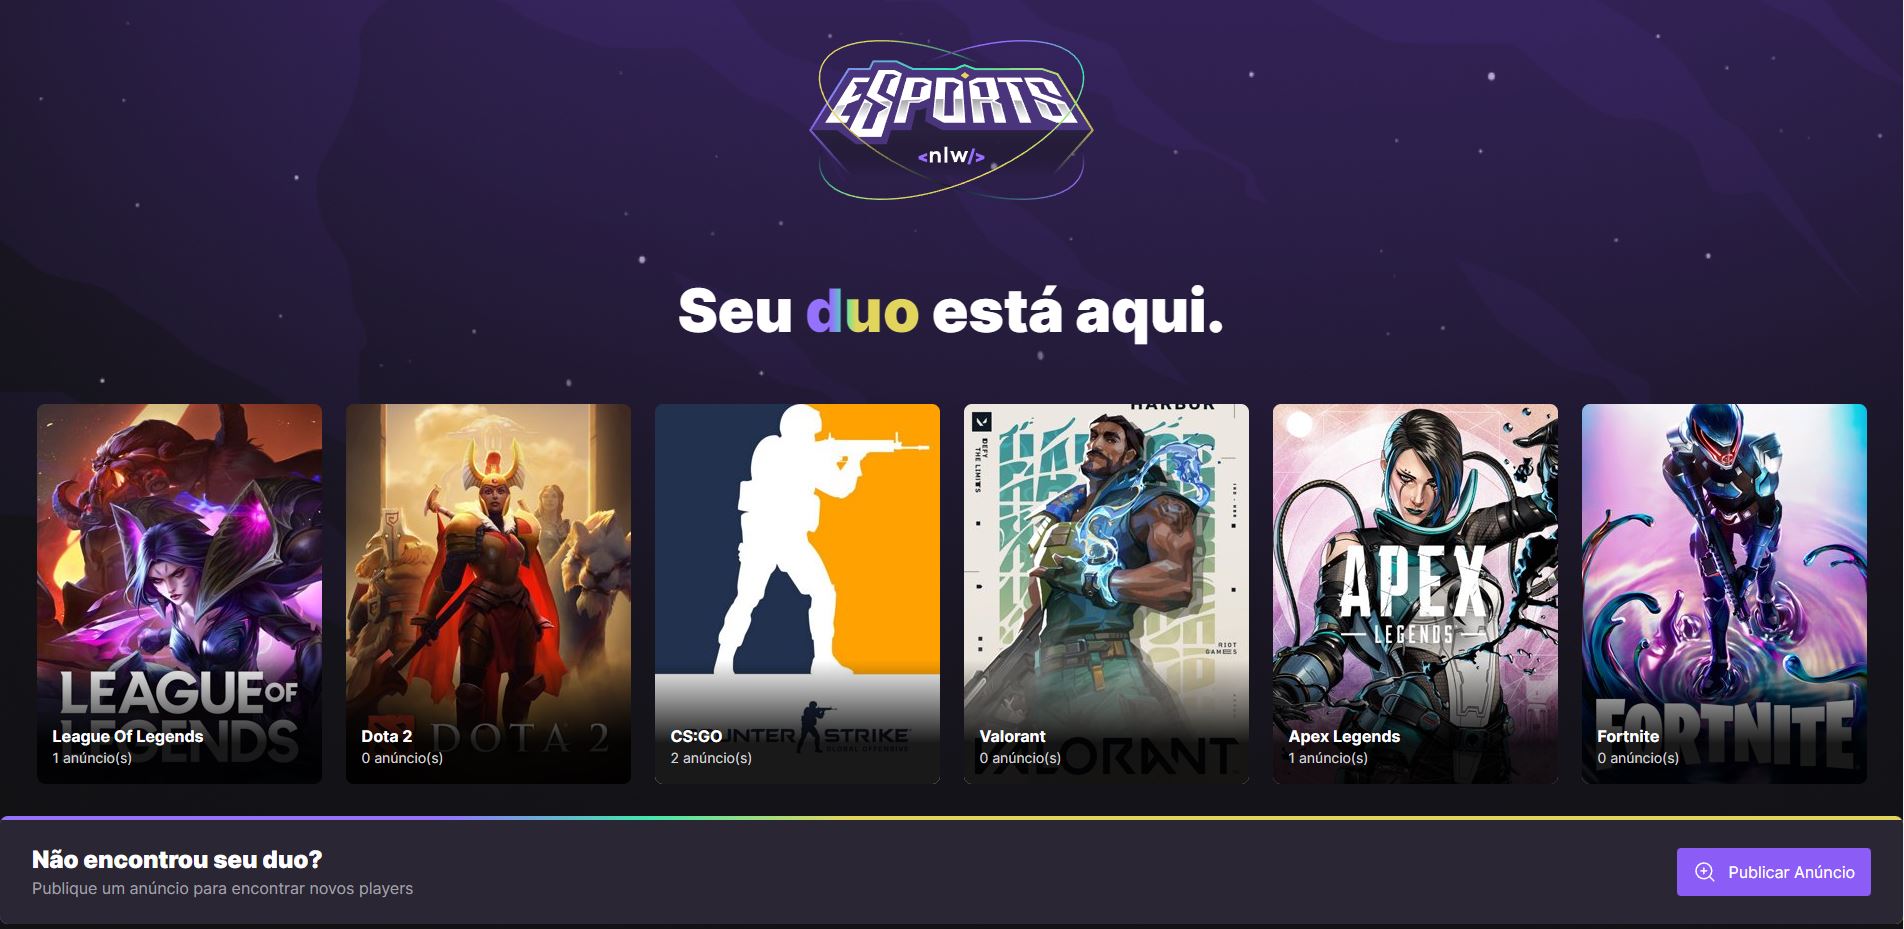 ESPORTS
<nlw/>
Seu duo está aqui.
LEAGUE OF
LEGENDS
League Of Legends
1 anúncio(s)
DOTA 2
Dota 2
0 anúncio(s)
COUNTER STRIKE
GLOBAL OFFENSIVE
CS:GO
2 anúncio(s)
HARBOR
DEFY
THE LIMITS
RIOT
GAMES
VALORANT
Valorant
0 anúncio(s)
APEX
LEGENDS
Apex Legends
1 anúncio(s)
FORTNITE
Fortnite
0 anúncio(s)
Não encontrou seu duo?
Publique um anúncio para encontrar novos players
Publicar Anúncio